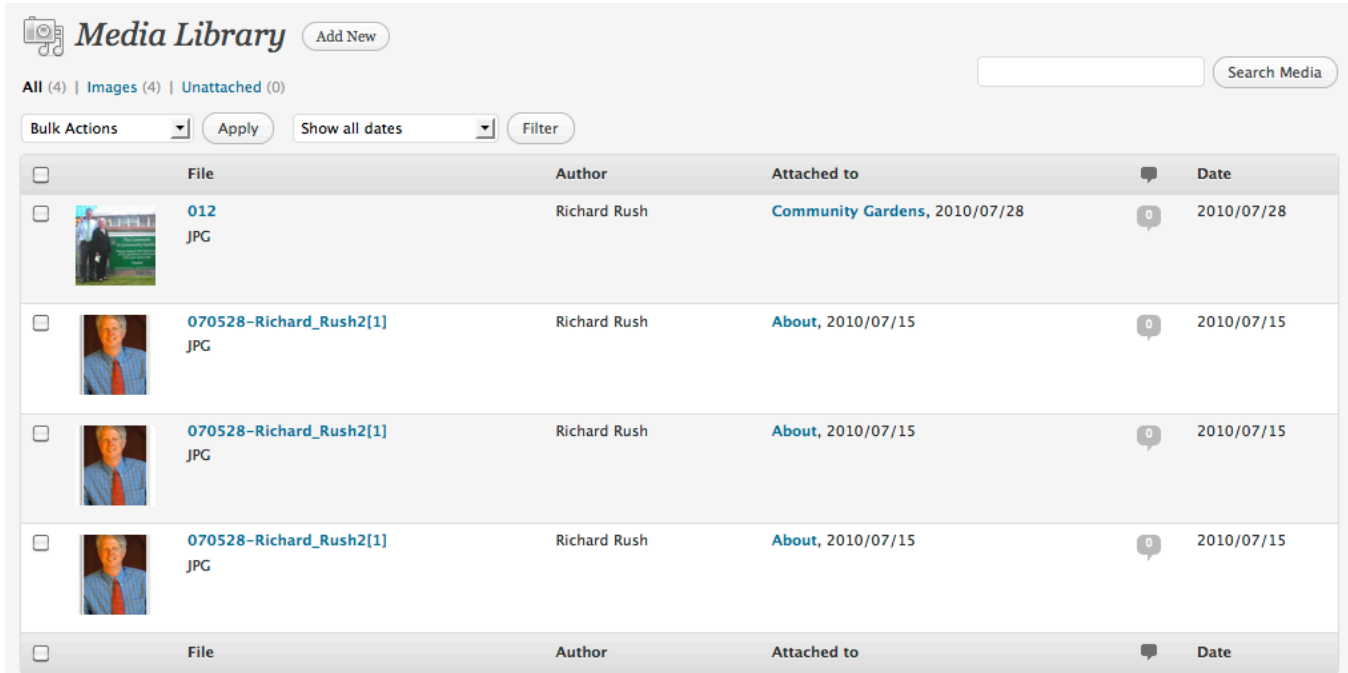 Media Library Add New
Search Media
All (4) | Images (4) | Unattached (0)
Bulk Actions Apply Show all dates Filter
File Author Attached to Date
012 Richard Rush Community Gardens, 2010/07/28 0 2010/07/28
JPG
070528-Richard_Rush2[1] Richard Rush About, 2010/07/15 0 2010/07/15
JPG
070528-Richard_Rush2[1] Richard Rush About, 2010/07/15 0 2010/07/15
JPG
070528-Richard_Rush2[1] Richard Rush About, 2010/07/15 0 2010/07/15
JPG
File Author Attached to Date